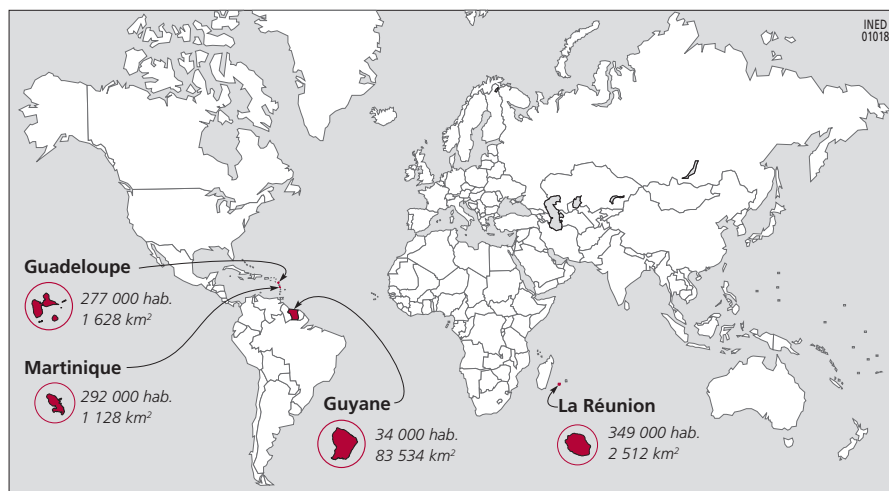 INED
01018
Guadeloupe
277 000 hab.
1 628 km²
Martinique
292 000 hab.
1 128 km²
Guyane
34 000 hab.
83 534 km²
La Réunion
349 000 hab.
2 512 km²